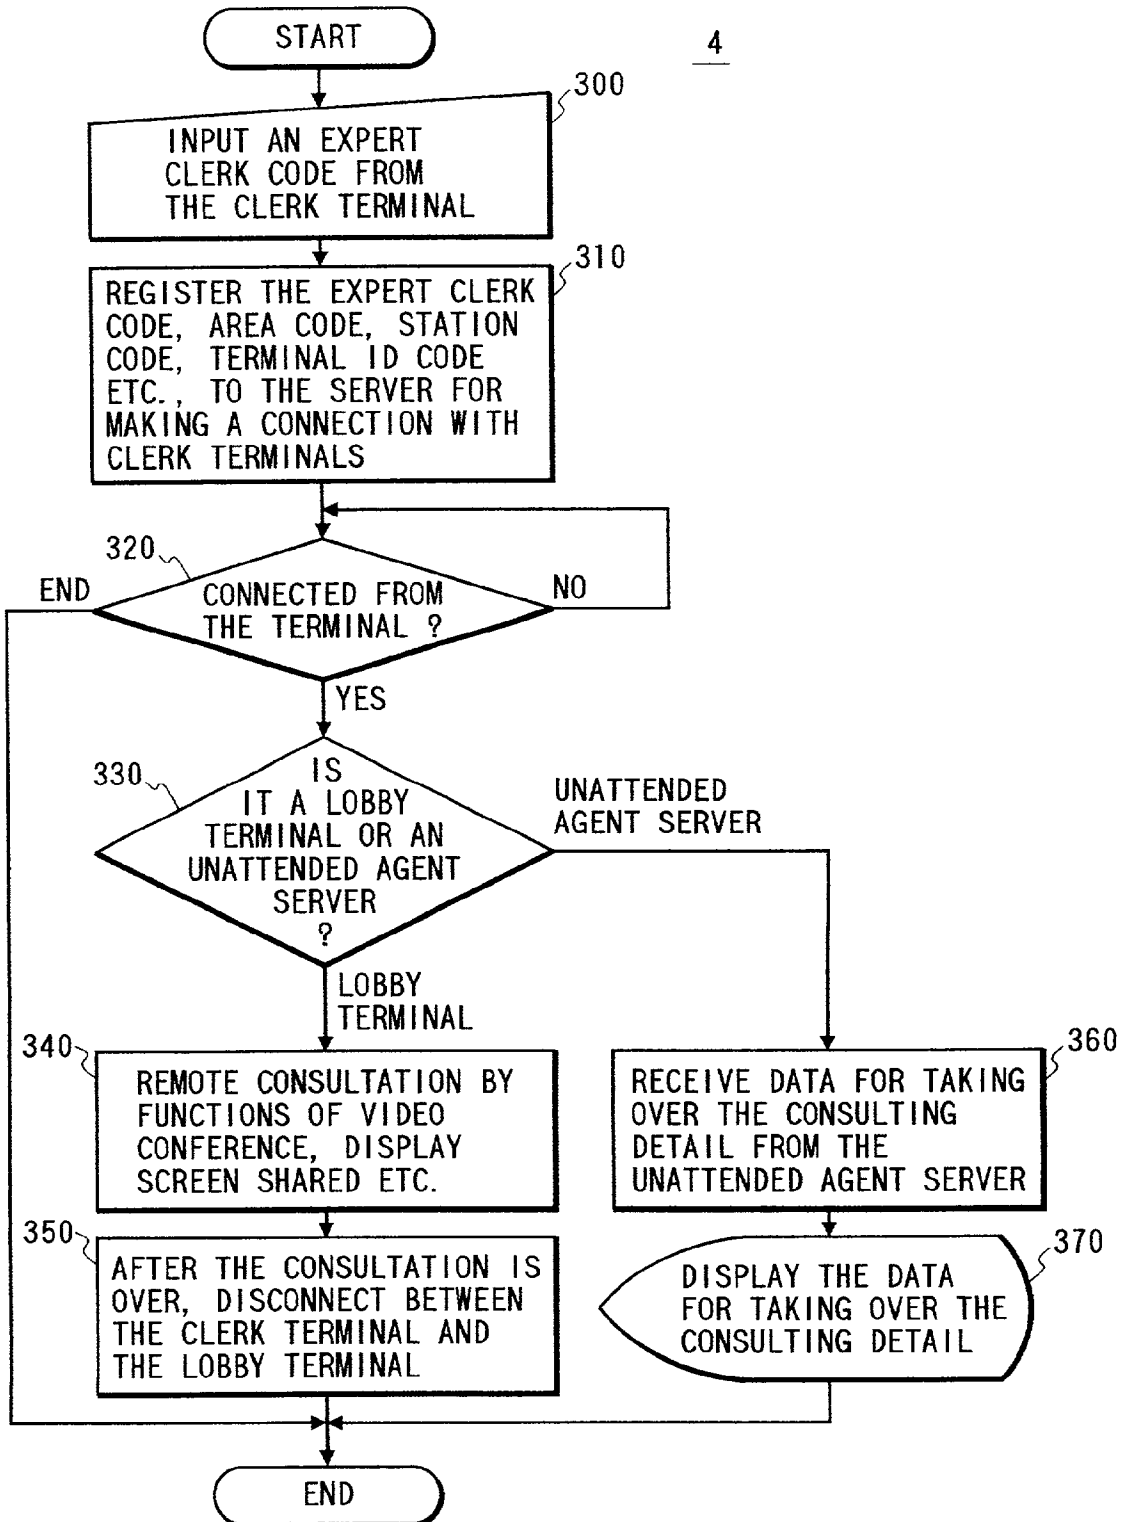 START
4
300
INPUT AN EXPERT
CLERK CODE FROM
THE CLERK TERMINAL
310
REGISTER THE EXPERT CLERK
CODE, AREA CODE, STATION
CODE, TERMINAL ID CODE
ETC., TO THE SERVER FOR
MAKING A CONNECTION WITH
CLERK TERMINALS
320
END
CONNECTED FROM
THE TERMINAL ?
NO
YES
330
IS
IT A LOBBY
TERMINAL OR AN
UNATTENDED AGENT
SERVER
?
UNATTENDED
AGENT SERVER
LOBBY
TERMINAL
340
REMOTE CONSULTATION BY
FUNCTIONS OF VIDEO
CONFERENCE, DISPLAY
SCREEN SHARED ETC.
360
RECEIVE DATA FOR TAKING
OVER THE CONSULTING
DETAIL FROM THE
UNATTENDED AGENT SERVER
350
AFTER THE CONSULTATION IS
OVER, DISCONNECT BETWEEN
THE CLERK TERMINAL AND
THE LOBBY TERMINAL
370
DISPLAY THE DATA
FOR TAKING OVER THE
CONSULTING DETAIL
END